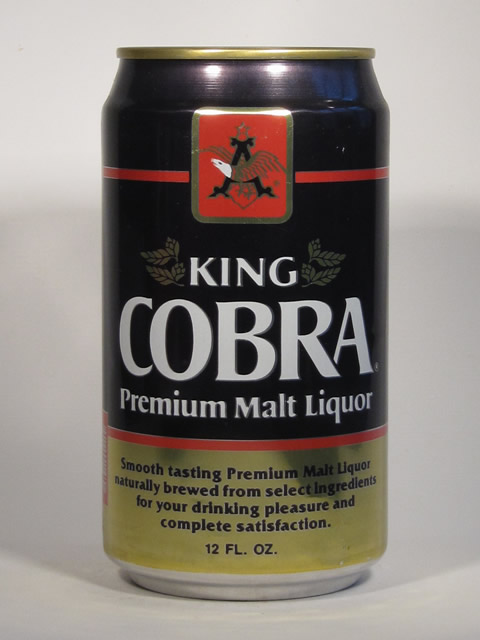 A
KING
COBRA
Premium Malt Liquor
Smooth tasting Premium Malt Liquor
naturally brewed from select ingredients
for your drinking pleasure and
complete satisfaction.
12 FL. OZ.